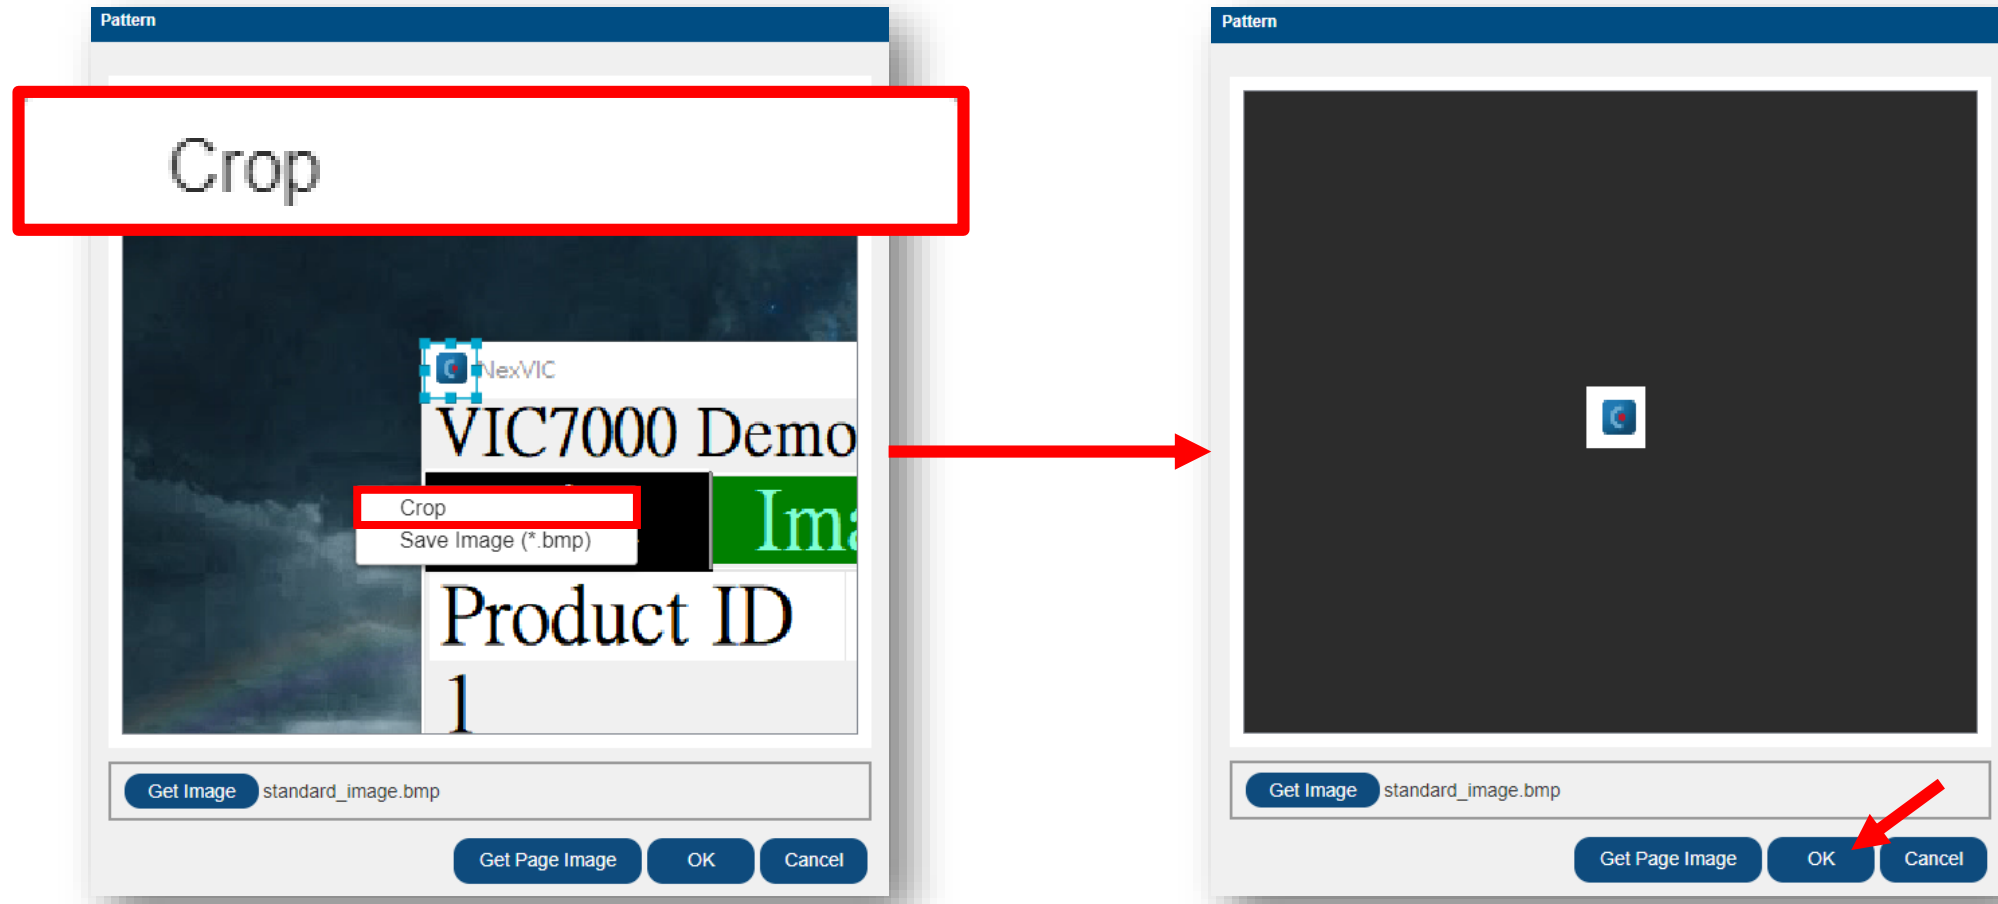 Pattern
Crop
NexVIC
VIC7000 Demo
Crop
Save Image (*.bmp)
Product ID
1
Get Image standard_image.bmp
Get Page Image OK Cancel
Pattern
Get Image standard_image.bmp
Get Page Image OK Cancel